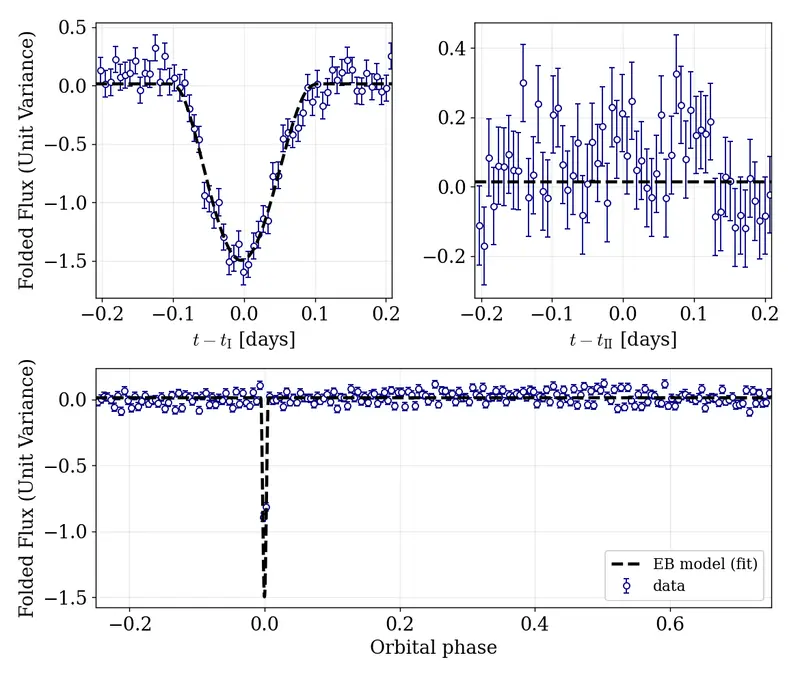 Folded Flux (Unit Variance)
0.5
0.0
−0.5
−1.0
−1.5
−0.2 −0.1 0.0 0.1 0.2
t − tI [days]
0.4
0.2
0.0
−0.2
−0.2 −0.1 0.0 0.1 0.2
t − tII [days]
Folded Flux (Unit Variance)
0.0
−0.5
−1.0
−1.5
−0.2 0.0 0.2 0.4 0.6
Orbital phase
EB model (fit)
data